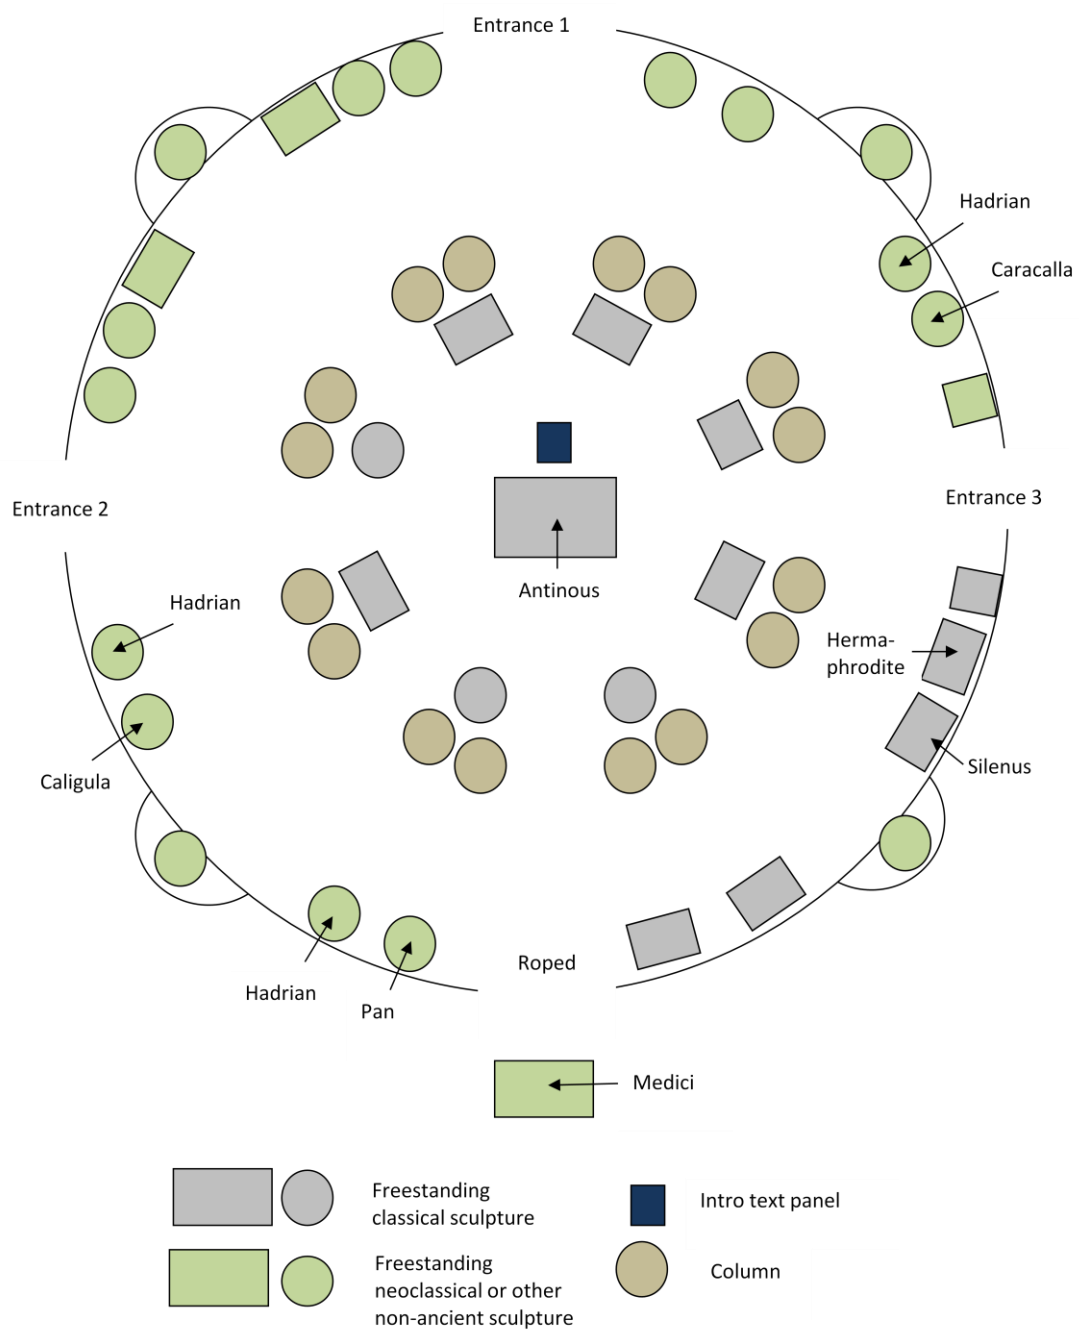 Entrance 1
Hadrian
Caracalla
Entrance 2
Entrance 3
Antinous
Hadrian
Herma-
phrodite
Caligula
Silenus
Roped
Hadrian
Pan
Medici
Freestanding
classical sculpture
Intro text panel
Freestanding
neoclassical or other
non-ancient sculpture
Column